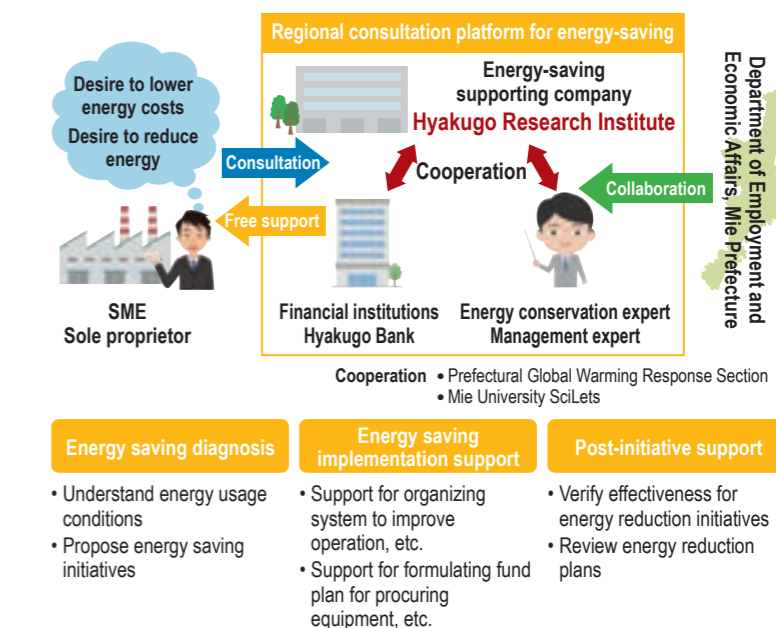 Regional consultation platform for energy-saving
Desire to lower
energy costs
Desire to reduce
energy
Energy-saving
supporting company
Hyakugo Research Institute
Consultation
Cooperation
Collaboration
Free support
Department of Employment and
Economic Affairs, Mie Prefecture
SME
Sole proprietor
Financial institutions
Hyakugo Bank
Energy conservation expert
Management expert
Cooperation • Prefectural Global Warming Response Section
• Mie University SciLets
Energy saving diagnosis
• Understand energy usage
conditions
• Propose energy saving
initiatives
Energy saving
implementation support
• Support for organizing
system to improve
operation, etc.
• Support for formulating fund
plan for procuring
equipment, etc.
Post-initiative support
• Verify effectiveness for
energy reduction initiatives
• Review energy reduction
plans